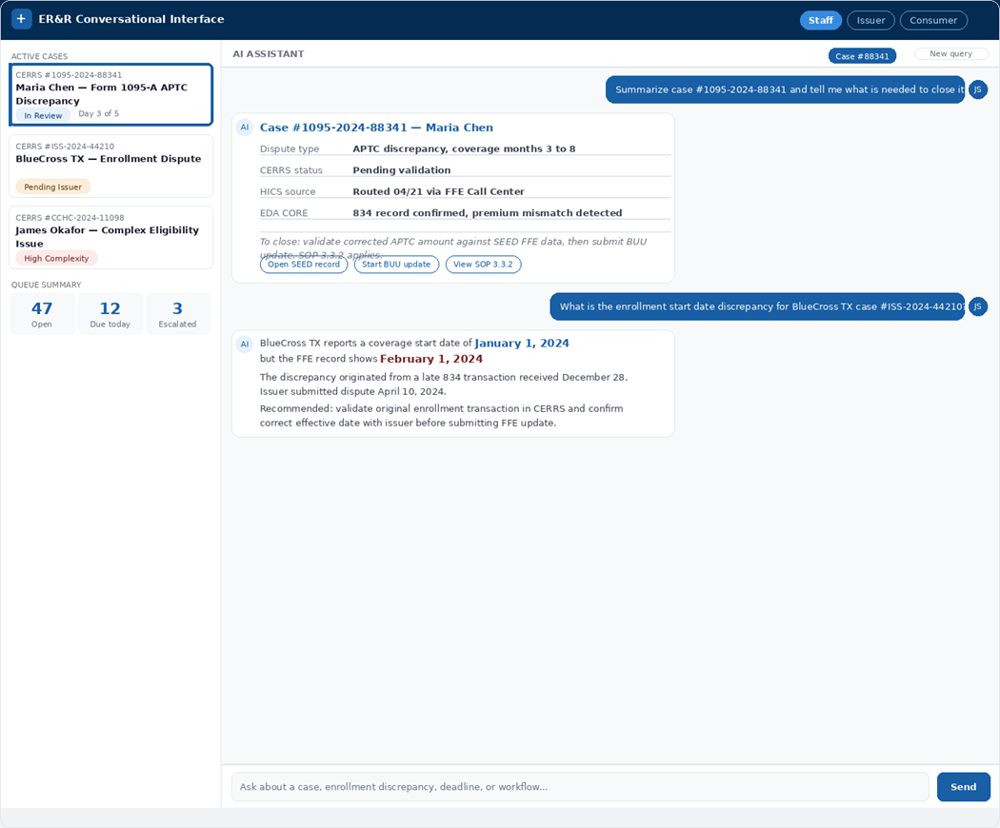 + ER&R Conversational Interface
Staff Issuer Consumer
ACTIVE CASES
CERRS #1095-2024-88341
Maria Chen — Form 1095-A APTC
Discrepancy
In Review Day 3 of 5
CERRS #ISS-2024-44210
BlueCross TX — Enrollment Dispute
Pending Issuer
CERRS #CCHC-2024-11098
James Okafor — Complex Eligibility
Issue
High Complexity
QUEUE SUMMARY
47 12 3
Open Due today Escalated
AI ASSISTANT
Case #88341 New query
Summarize case #1095-2024-88341 and tell me what is needed to close it
JS
AI Case #1095-2024-88341 — Maria Chen
Dispute type APTC discrepancy, coverage months 3 to 8
CERRS status Pending validation
HICS source Routed 04/21 via FFE Call Center
EDA CORE 834 record confirmed, premium mismatch detected
To close: validate corrected APTC amount against SEED FFE data, then submit BUU
update. SOP 3.3.2 applies.
Open SEED record Start BUU update View SOP 3.3.2
What is the enrollment start date discrepancy for BlueCross TX case #ISS-2024-44210?
JS
AI BlueCross TX reports a coverage start date of January 1, 2024
but the FFE record shows February 1, 2024
The discrepancy originated from a late 834 transaction received December 28.
Issuer submitted dispute April 10, 2024.
Recommended: validate original enrollment transaction in CERRS and confirm
correct effective date with issuer before submitting FFE update.
Ask about a case, enrollment discrepancy, deadline, or workflow...
Send